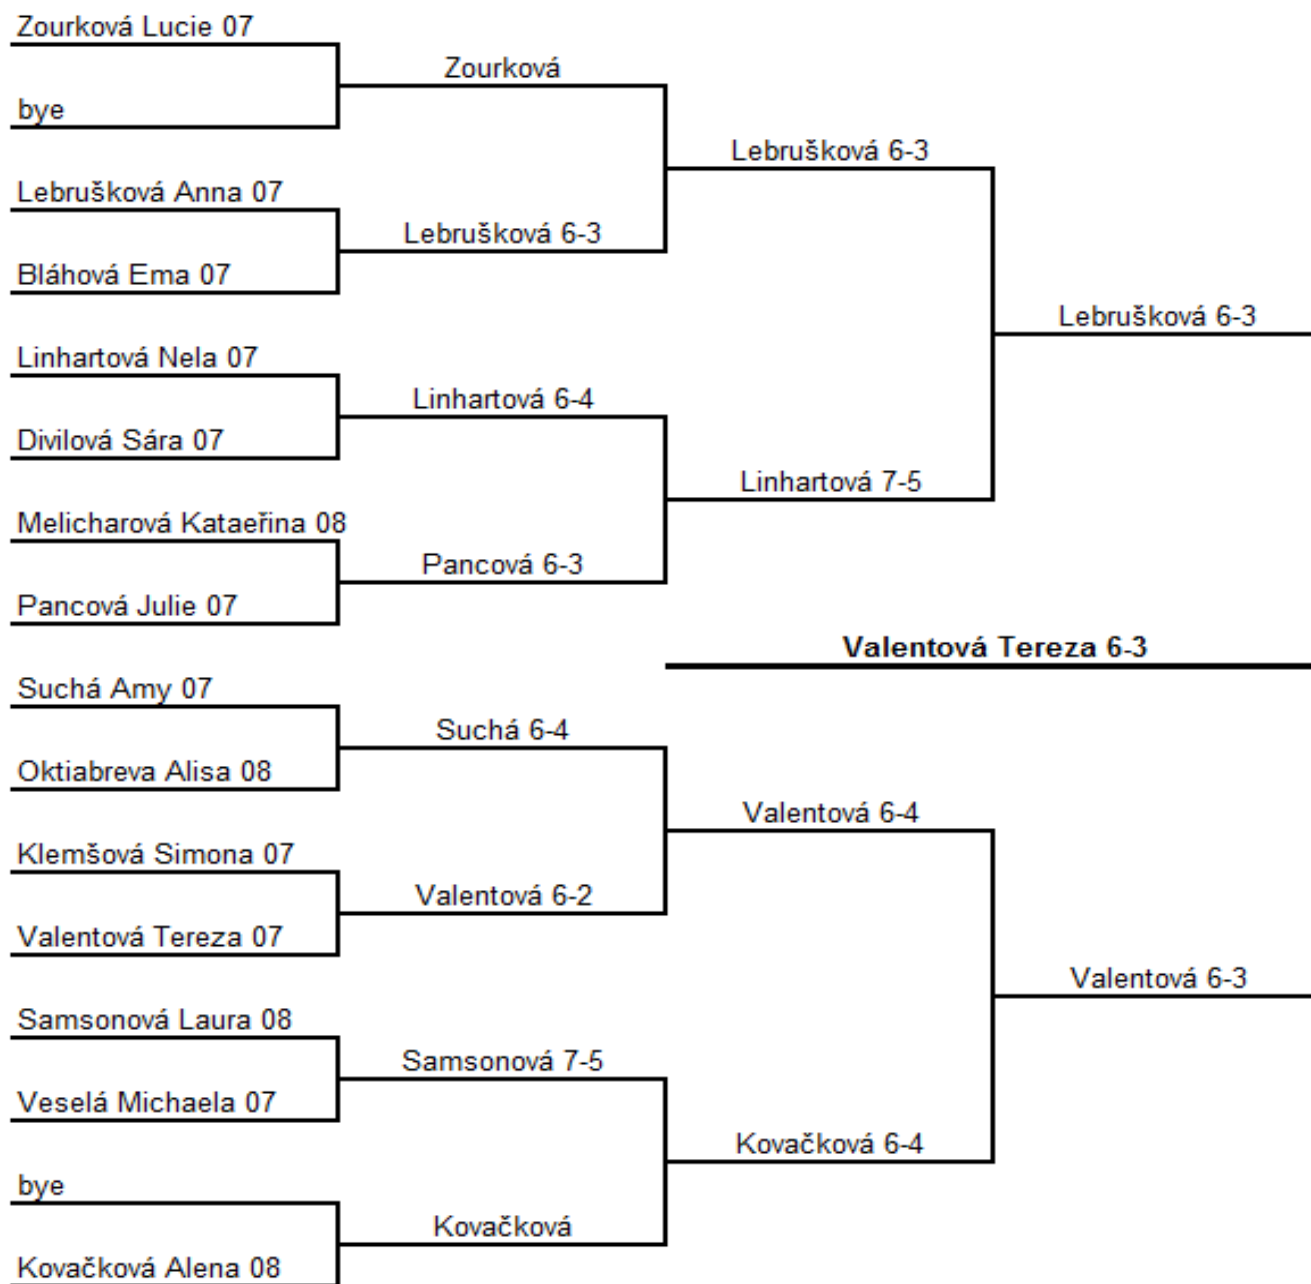 Zourková Lucie 07
Zourková
bye
Lebrušková 6-3
Lebrušková Anna 07
Lebrušková 6-3
Bláhová Ema 07
Lebrušková 6-3
Linhartová Nela 07
Linhartová 6-4
Divilová Sára 07
Linhartová 7-5
Melicharová Kataeřina 08
Pancová 6-3
Pancová Julie 07
Valentová Tereza 6-3
Suchá Amy 07
Suchá 6-4
Oktiabreva Alisa 08
Valentová 6-4
Klemšová Simona 07
Valentová 6-2
Valentová Tereza 07
Valentová 6-3
Samsonová Laura 08
Samsonová 7-5
Veselá Michaela 07
Kovačková 6-4
bye
Kovačková
Kovačková Alena 08